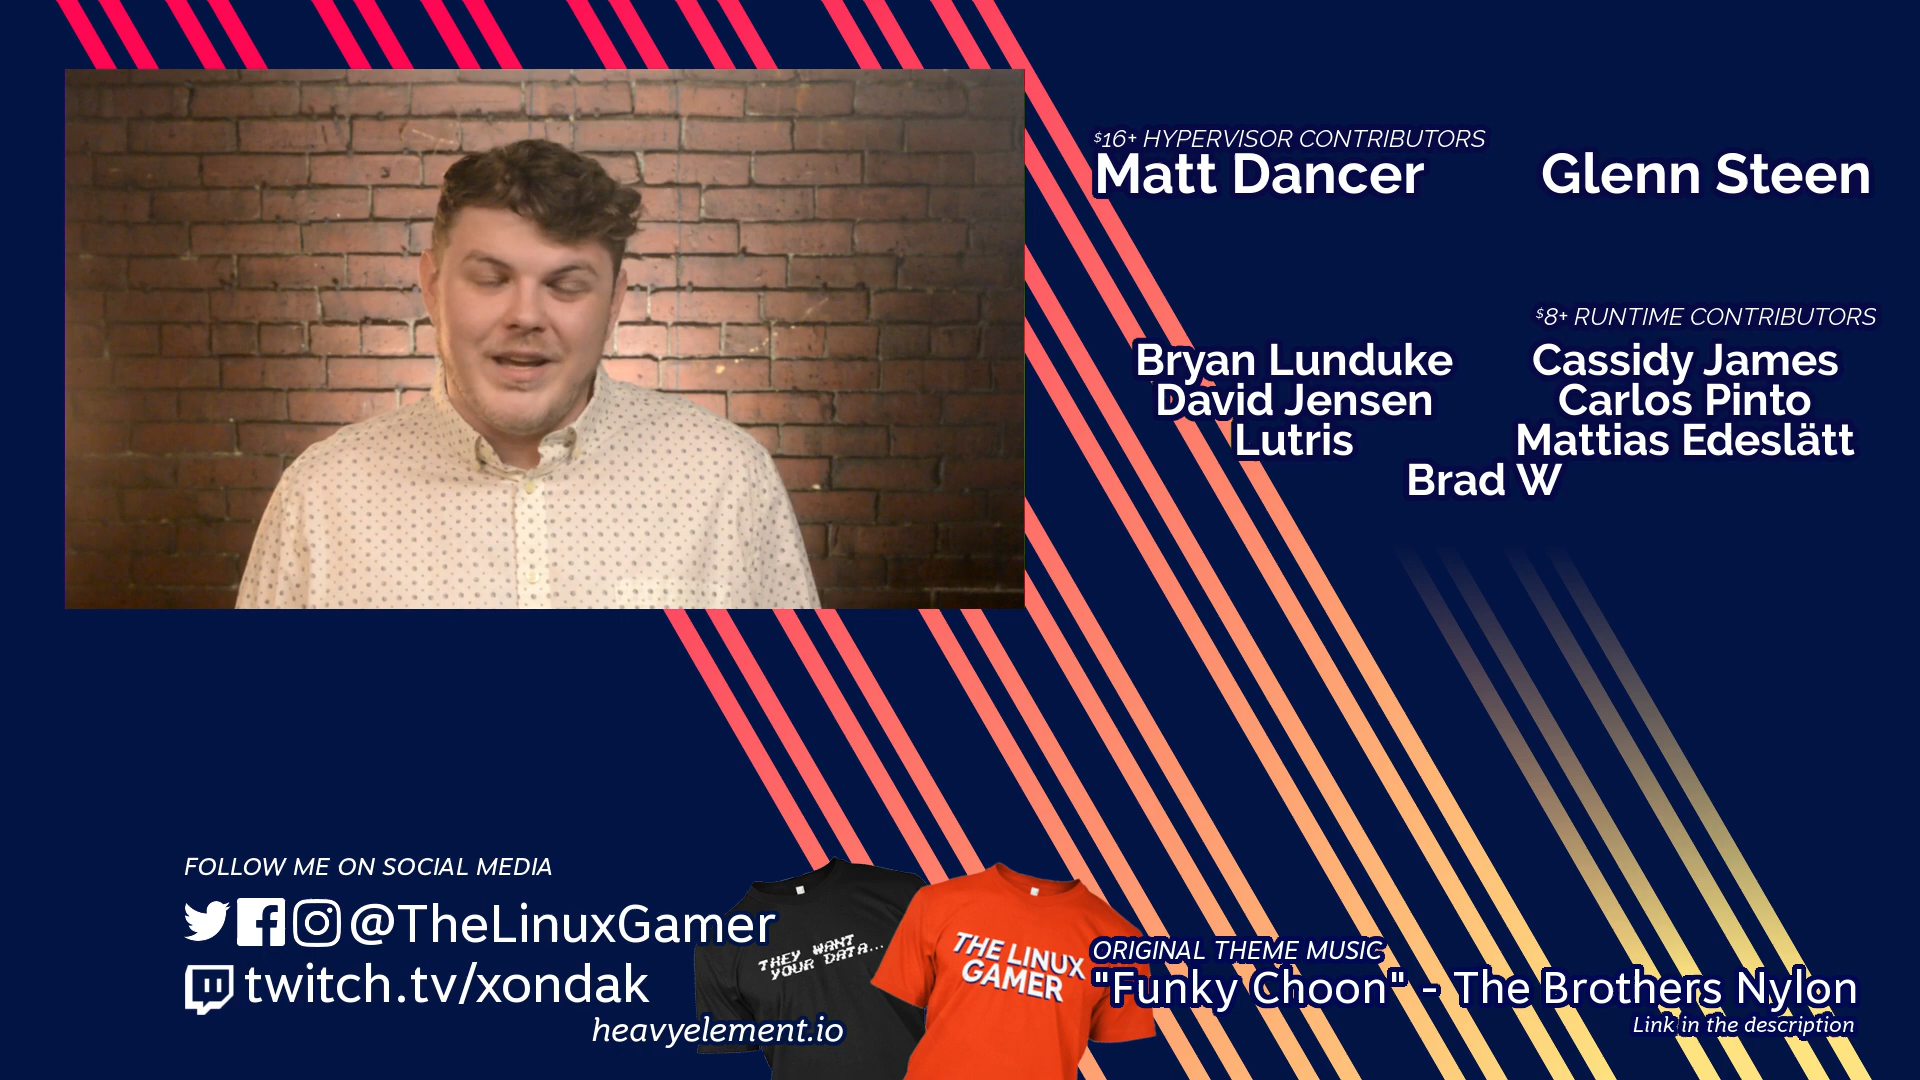 $16+ HYPERVISOR CONTRIBUTORS
Matt Dancer
Glenn Steen
$8+ RUNTIME CONTRIBUTORS
Bryan Lunduke
Cassidy James
David Jensen
Carlos Pinto
Lutris
Mattias Edeslätt
Brad W
FOLLOW ME ON SOCIAL MEDIA
@TheLinuxGamer
twitch.tv/xondak
heavyelement.io
THEY WANT
YOUR DATA...
THE LINUX
GAMER
ORIGINAL THEME MUSIC
"Funky Choon" - The Brothers Nylon
Link in the description